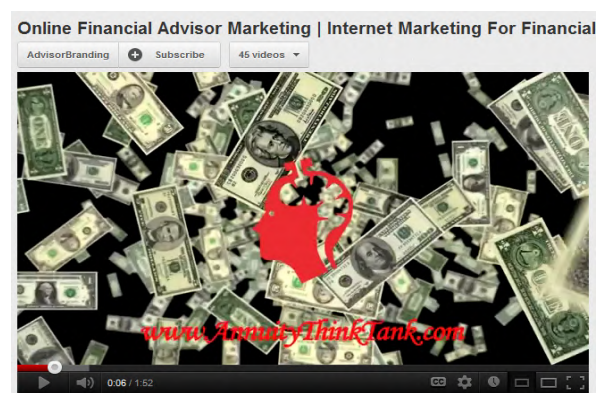 Online Financial Advisor Marketing | Internet Marketing For Financial
AdvisorBranding Subscribe 45 videos
www.AnnuityThinkTank.com
0:06 / 1:52 CC